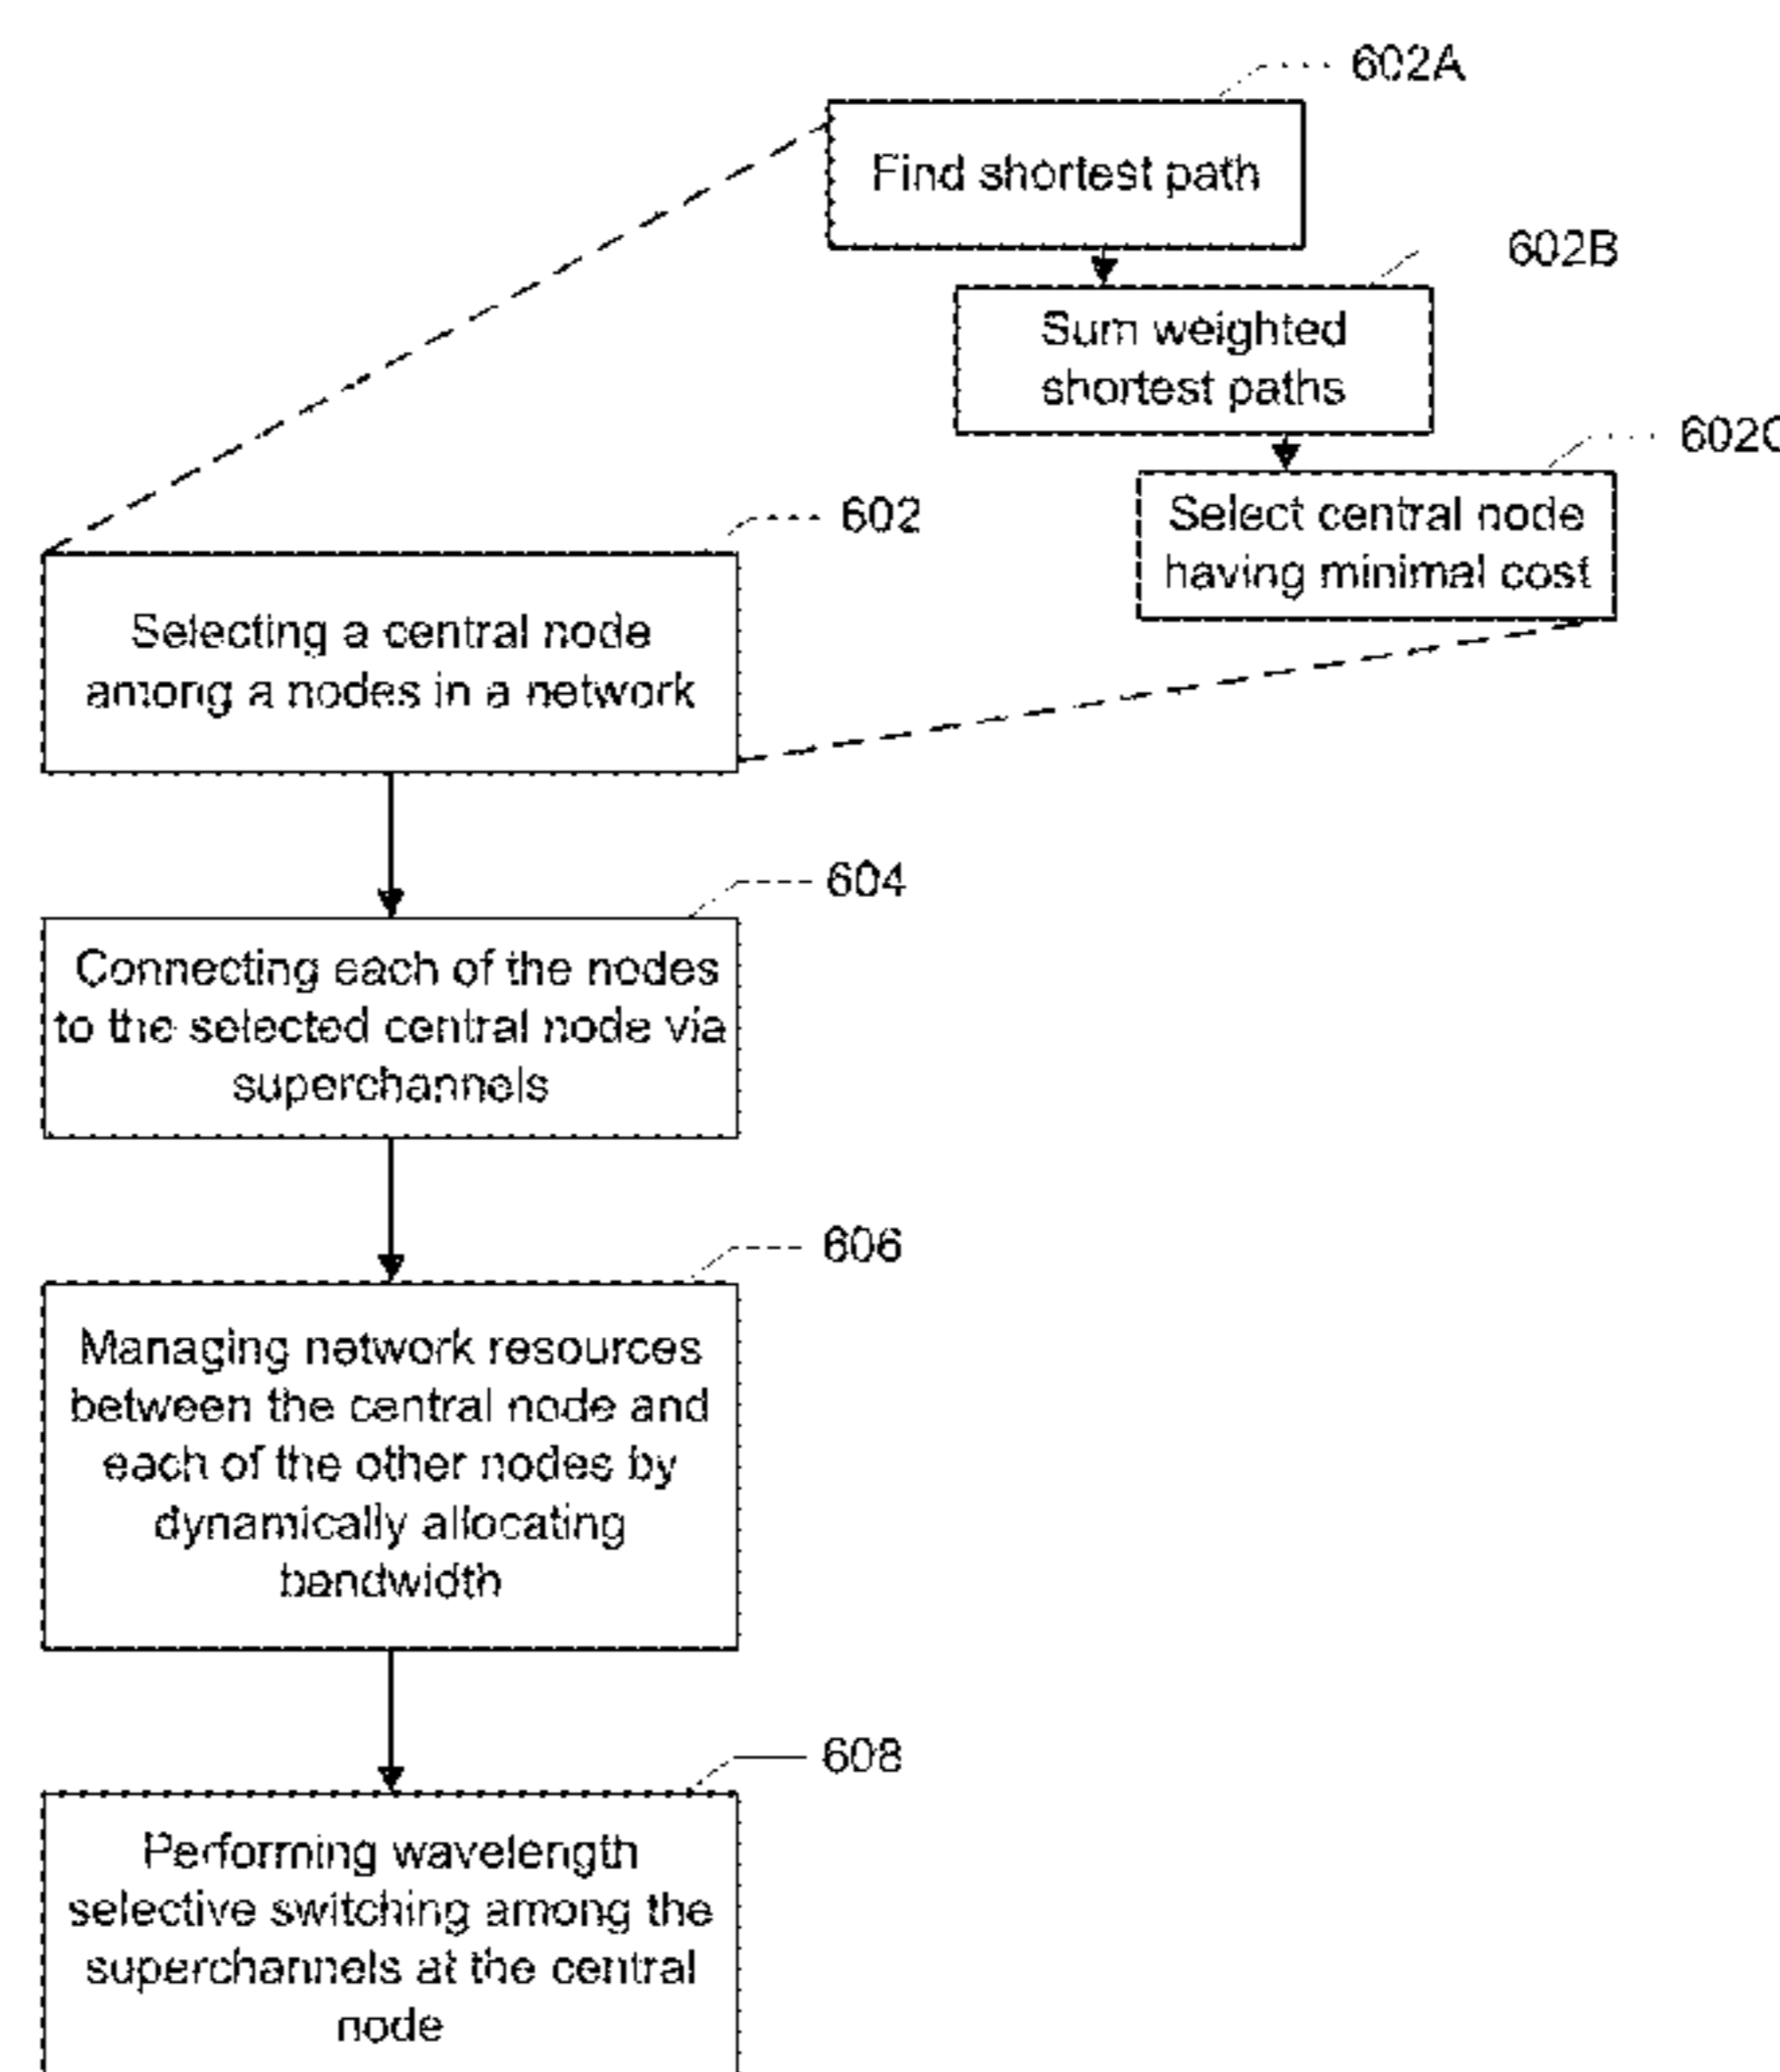 602A
Find shortest path
602B
Sum weighted
shortest paths
602C
Select central node
having minimal cost
602
Selecting a central node
among a nodes in a network
604
Connecting each of the nodes
to the selected central node via
superchannels
606
Managing network resources
between the central node and
each of the other nodes by
dynamically allocating
bandwidth
608
Performing wavelength
selective switching among the
superchannels at the central
node